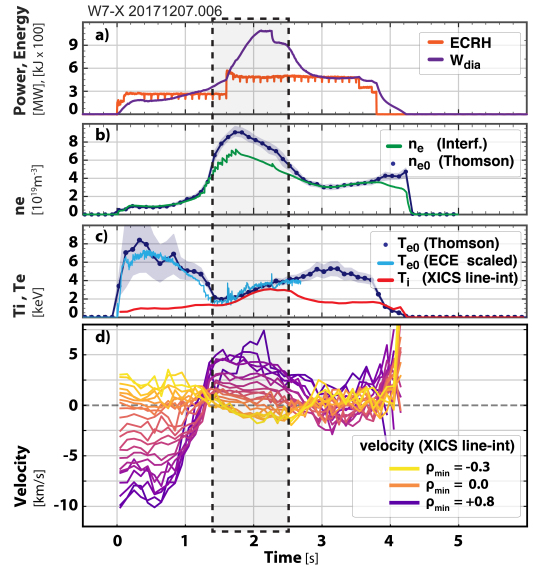 W7-X 20171207.006
a)
Power, Energy
[MW], [kJ x 100]
9
6
3
0
ECRH
W_dia
b)
ne
[10¹⁹m⁻³]
8
6
4
2
0
n_e (Interf.)
n_e0 (Thomson)
c)
Ti , Te
[keV]
8
6
4
2
0
T_e0 (Thomson)
T_e0 (ECE scaled)
T_i (XICS line-int)
d)
Velocity
[km/s]
5
0
-5
-10
velocity (XICS line-int)
ρ_min = -0.3
ρ_min = 0.0
ρ_min = +0.8
0 1 2 3 4 5
Time [s]